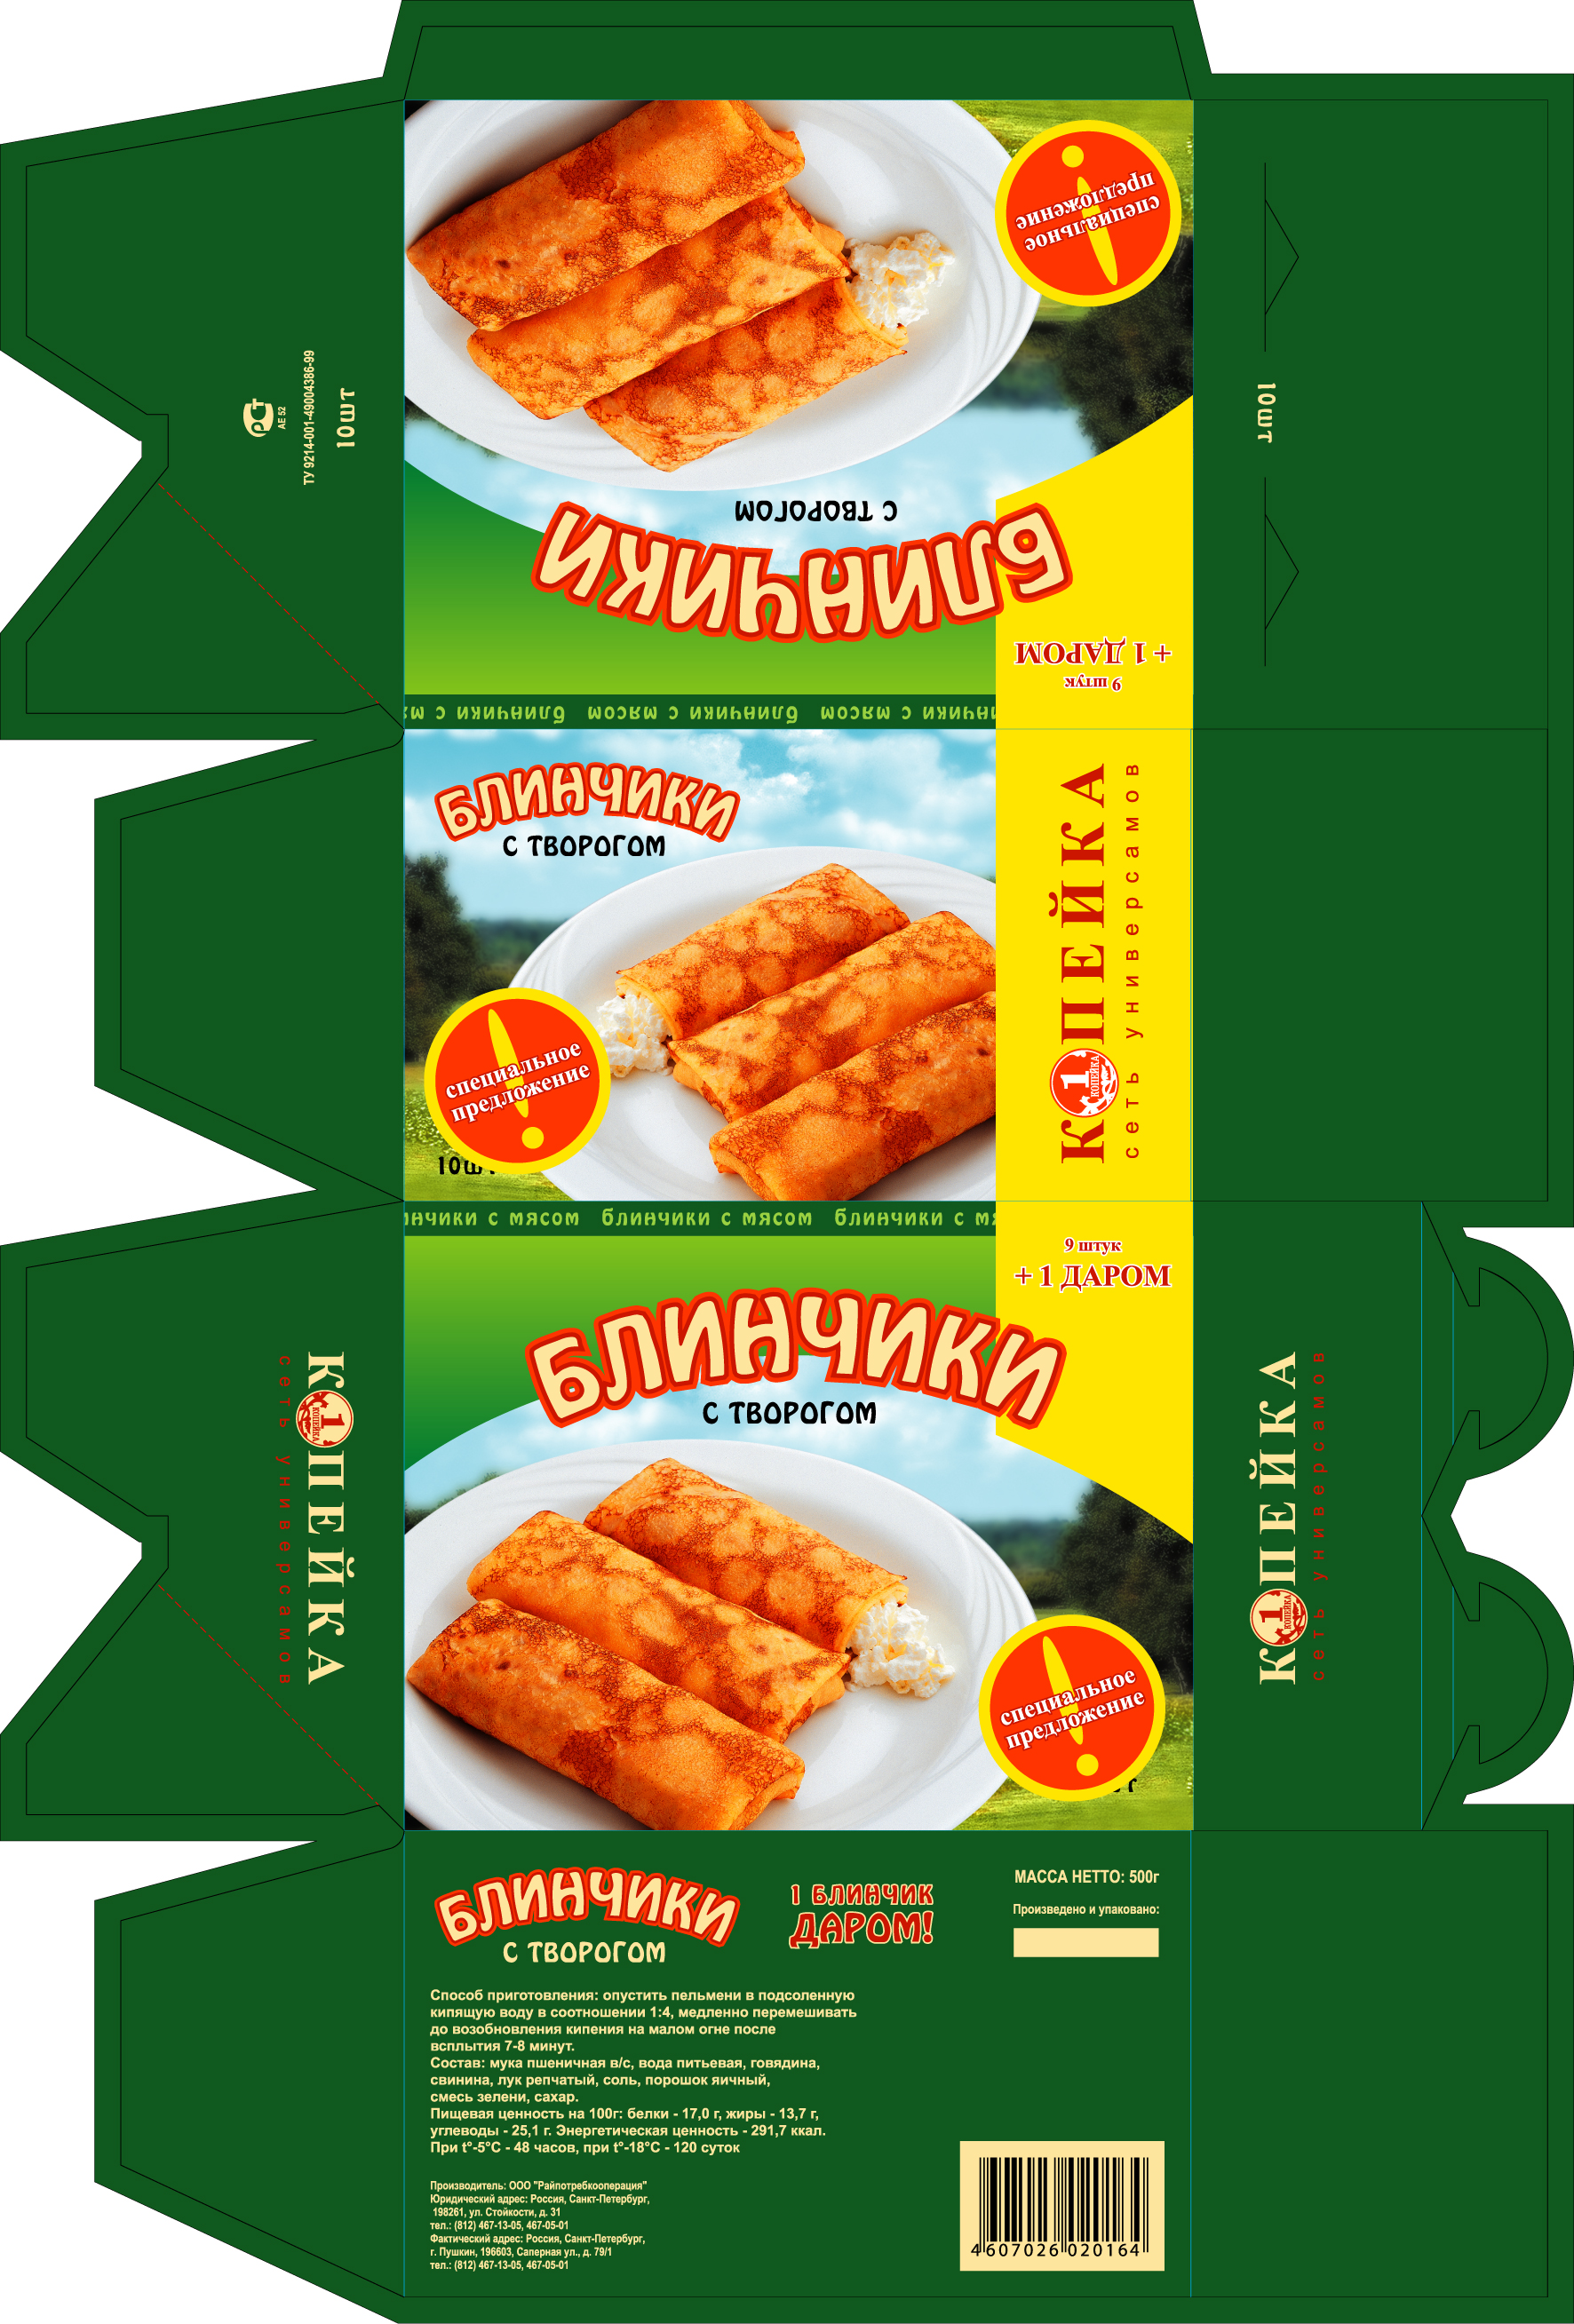 специальное
предложение
РСТ
АЕ 52
ТУ 9214-001-49004386-99
10шт
10шт
с творогом
Блинчики
+ 1 ДАРОМ
9 штук
блинчики с мясом блинчики с мясом
Блинчики
с творогом
специальное
предложение
10шт
КОПЕЙКА
1 КОПЕЙКА
сеть универсамов
блинчики с мясом блинчики с
9 штук
+ 1 ДАРОМ
Блинчики
с творогом
специальное
предложение
г
КОПЕЙКА
1 КОПЕЙКА
сеть универсамов
КОПЕЙКА
1 КОПЕЙКА
сеть универсамов
Блинчики
с творогом
1 блинчик
даром!
МАССА НЕТТО: 500г
Произведено и упаковано:
Способ приготовления: опустить пельмени в подсоленную
кипящую воду в соотношении 1:4, медленно перемешивать
до возобновления кипения на малом огне после
всплытия 7-8 минут.
Состав: мука пшеничная в/с, вода питьевая, говядина,
свинина, лук репчатый, соль, порошок яичный,
смесь зелени, сахар.
Пищевая ценность на 100г: белки - 17,0 г, жиры - 13,7 г,
углеводы - 25,1 г. Энергетическая ценность - 291,7 ккал.
При t°-5°С - 48 часов, при t°-18°С - 120 суток
Производитель: ООО "Райпотребкооперация"
Юридический адрес: Россия, Санкт-Петербург,
198261, ул. Стойкости, д. 31
тел.: (812) 467-13-05, 467-05-01
Фактический адрес: Россия, Санкт-Петербург,
г. Пушкин, 196603, Саперная ул., д. 79/1
тел.: (812) 467-13-05, 467-05-01
4 607026 020164